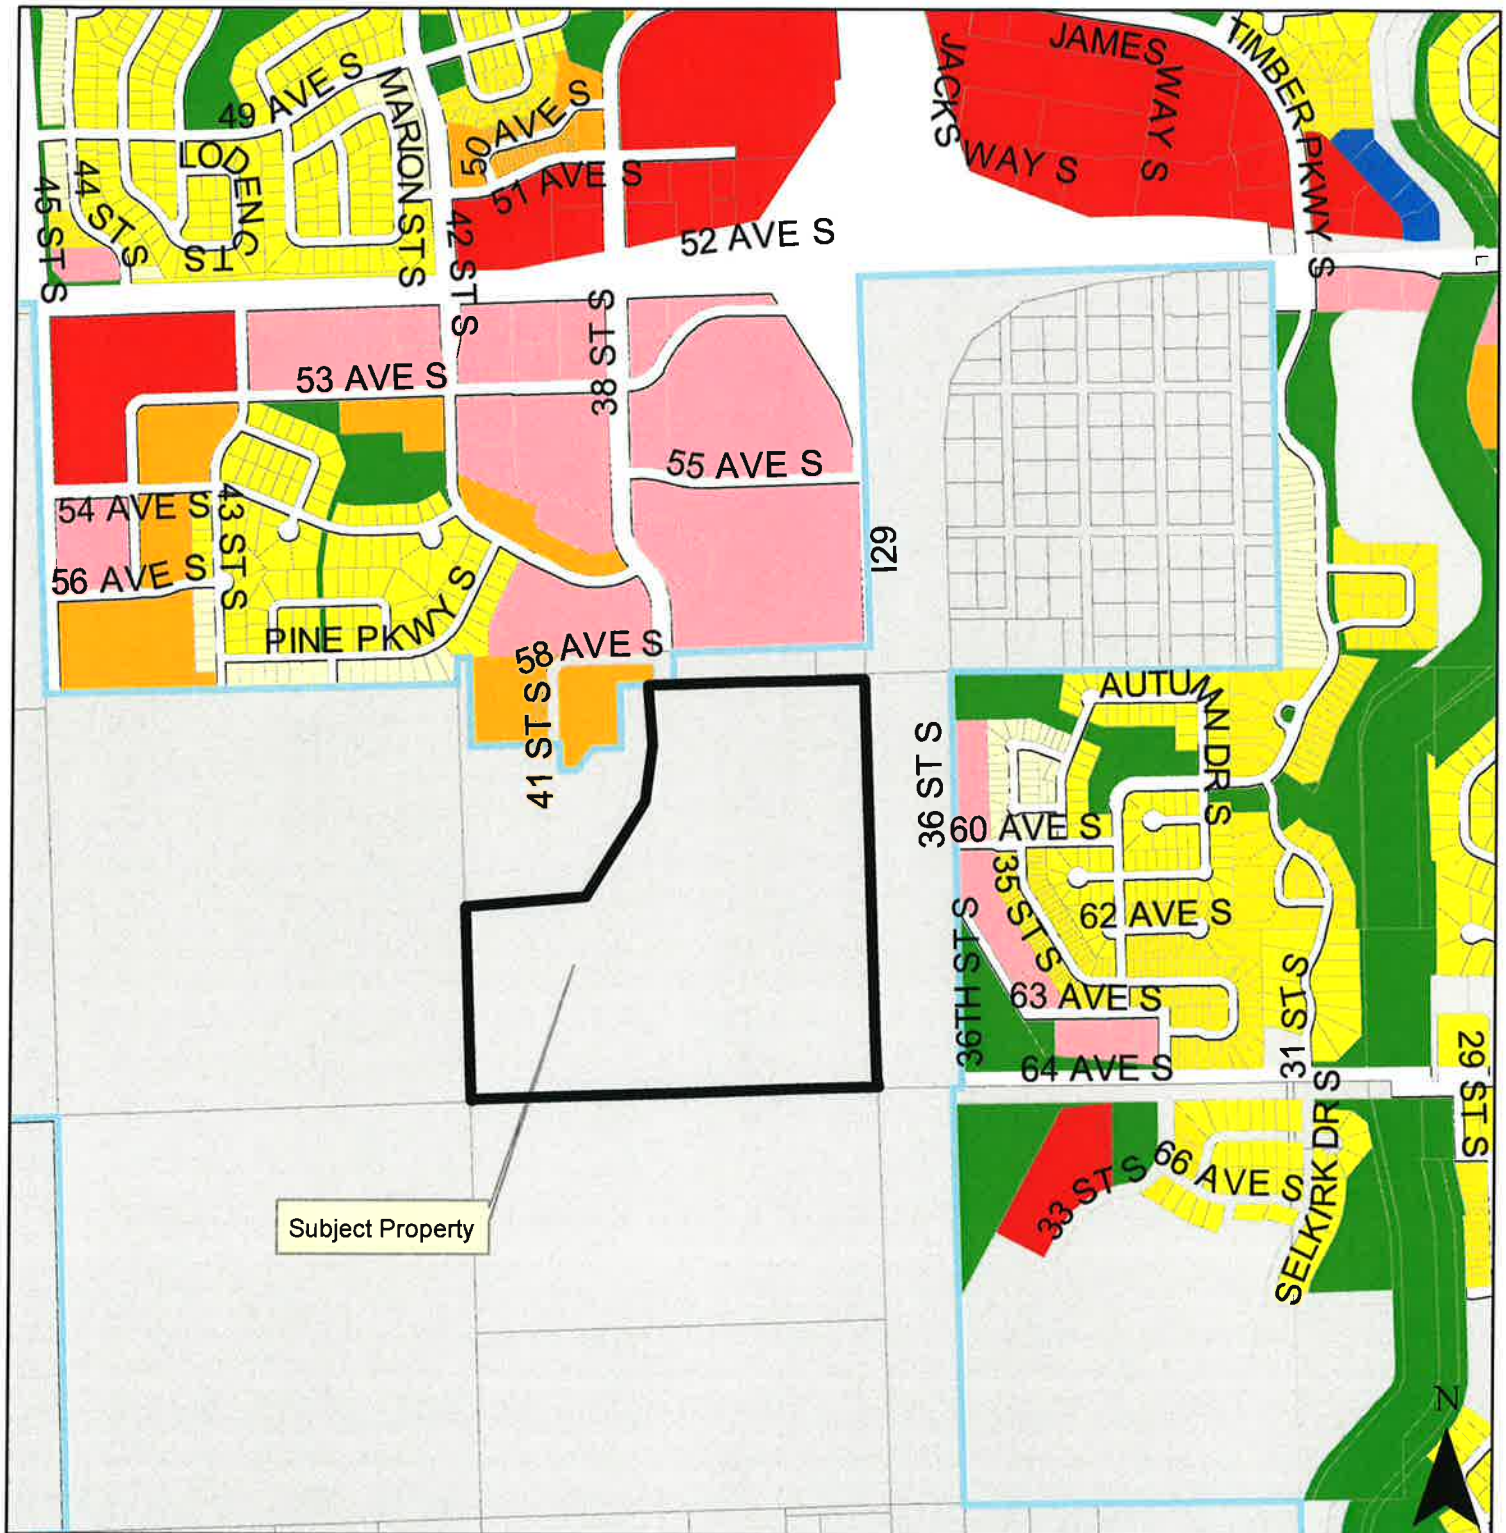 JAMESWAY S
JACKS WAY S
TIMBER PKWY S
49 AVE S
MARION ST S
50 AVE S
51 AVE S
LODEN C
ST
44 ST S
45 ST S
42 ST S
52 AVE S
S
38 ST S
53 AVE S
55 AVE S
54 AVE S
43 ST S
56 AVE S
I29
PINE PKWY S
58 AVE S
41 ST S
AUTUMN DR S
36 ST S
60 AVE S
35 ST S
62 AVE S
36TH ST S
63 AVE S
31 ST S
64 AVE S
29 ST S
66 AVE S
33 ST S
SELKIRK DR S
Subject Property
N